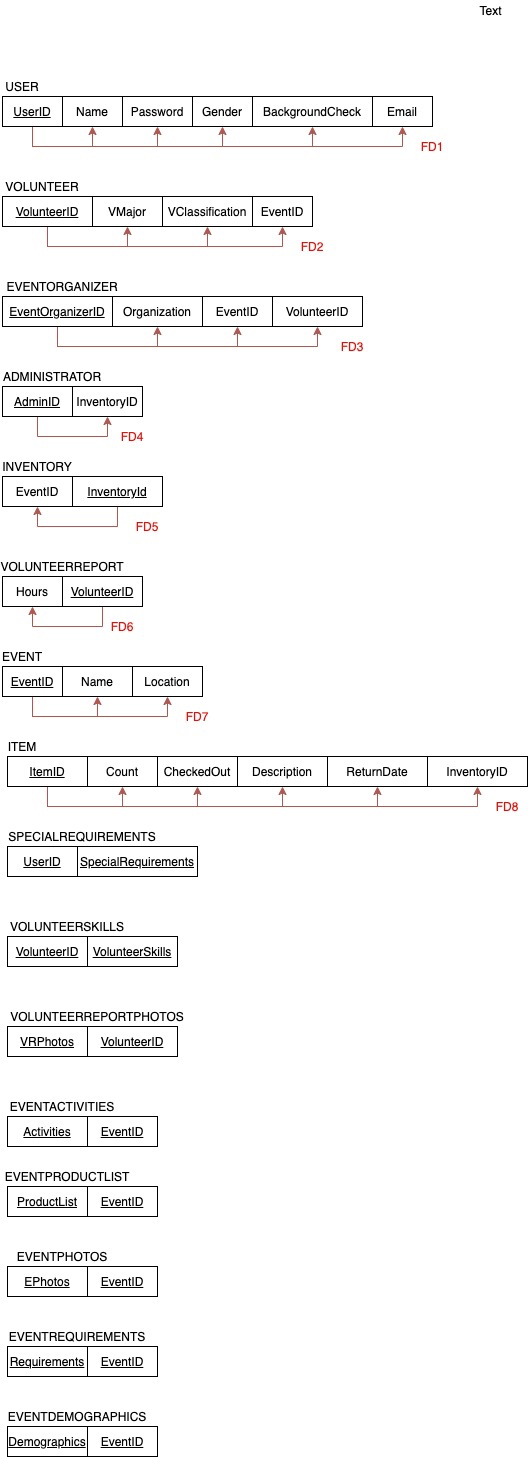 Text
USER
UserID Name Password Gender BackgroundCheck Email
FD1
VOLUNTEER
VolunteerID VMajor VClassification EventID
FD2
EVENTORGANIZER
EventOrganizerID Organization EventID VolunteerID
FD3
ADMINISTRATOR
AdminID InventoryID
FD4
INVENTORY
EventID InventoryId
FD5
VOLUNTEERREPORT
Hours VolunteerID
FD6
EVENT
EventID Name Location
FD7
ITEM
ItemID Count CheckedOut Description ReturnDate InventoryID
FD8
SPECIALREQUIREMENTS
UserID SpecialRequirements
VOLUNTEERSKILLS
VolunteerID VolunteerSkills
VOLUNTEERREPORTPHOTOS
VRPhotos VolunteerID
EVENTACTIVITIES
Activities EventID
EVENTPRODUCTLIST
ProductList EventID
EVENTPHOTOS
EPhotos EventID
EVENTREQUIREMENTS
Requirements EventID
EVENTDEMOGRAPHICS
Demographics EventID